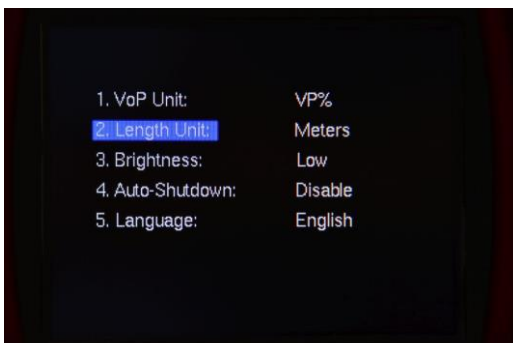 1. VoP Unit: VP%
2. Length Unit: Meters
3. Brightness: Low
4. Auto-Shutdown: Disable
5. Language: English